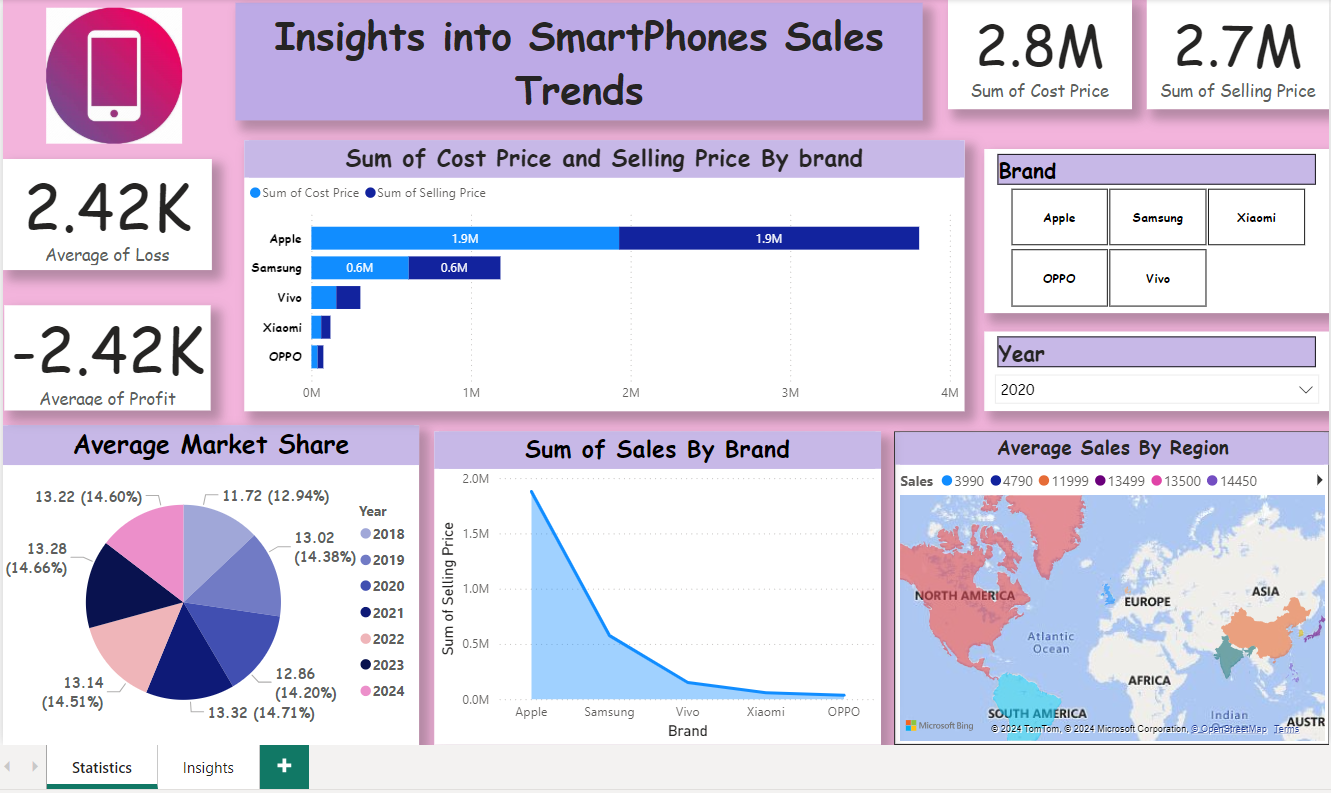 Insights into SmartPhones Sales
Trends
2.8M
Sum of Cost Price
2.7M
Sum of Selling Price
2.42K
Average of Loss
-2.42K
Average of Profit
Sum of Cost Price and Selling Price By brand
Sum of Cost Price Sum of Selling Price
Apple 1.9M 1.9M
Samsung 0.6M 0.6M
Vivo
Xiaomi
OPPO
0M 1M 2M 3M 4M
Brand
Apple Samsung Xiaomi
OPPO Vivo
Year
2020
Average Market Share
13.22 (14.60%)
11.72 (12.94%)
13.02
(14.38%)
12.86
(14.20%)
13.32 (14.71%)
13.14
(14.51%)
13.28
(14.66%)
Year
2018
2019
2020
2021
2022
2023
2024
Sum of Sales By Brand
Sum of Selling Price
2.0M
1.5M
1.0M
0.5M
0.0M
Apple Samsung Vivo Xiaomi OPPO
Brand
Average Sales By Region
Sales 3990 4790 11999 13499 13500 14450
NORTH AMERICA
EUROPE
ASIA
Atlantic
Ocean
AFRICA
SOUTH AMERICA
Indian
AUSTR
Microsoft Bing
© 2024 TomTom, © 2024 Microsoft Corporation, © OpenStreetMap Terms
Statistics Insights +